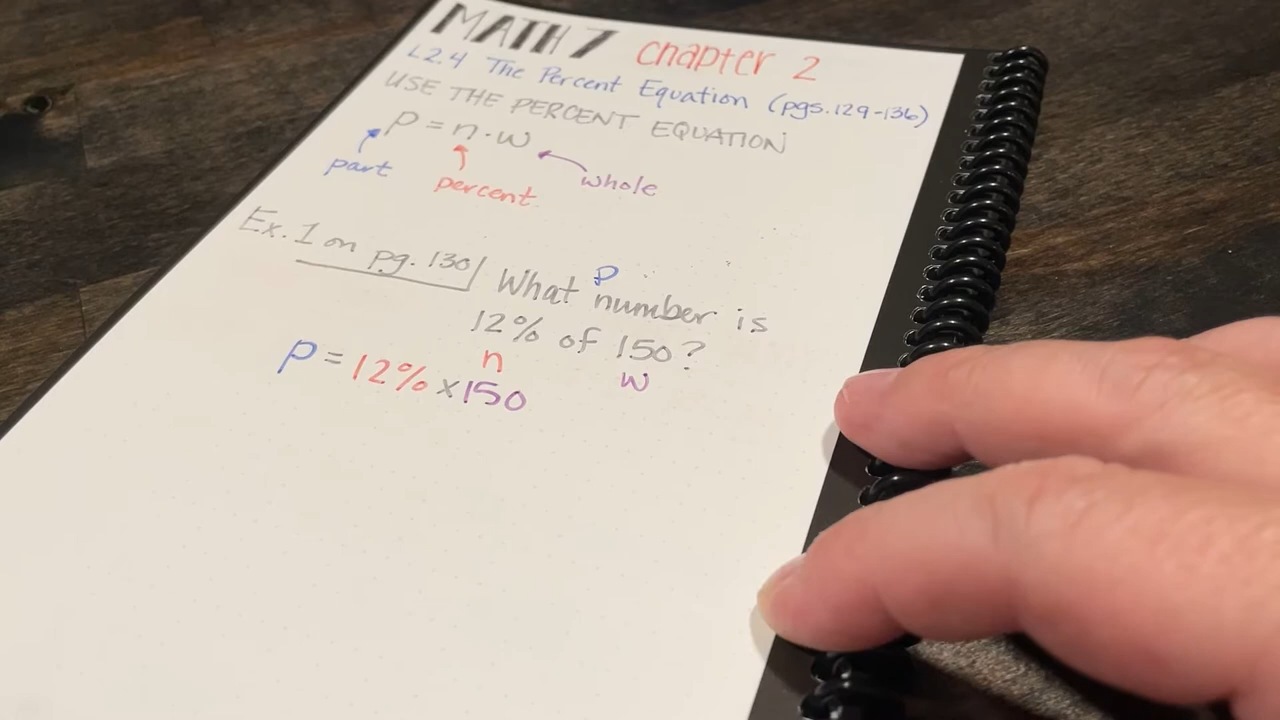 MATH 7 chapter 2
L2.4 The Percent Equation (pgs.129-136)
USE THE PERCENT EQUATION
p = n · w
part percent whole
Ex. 1 on pg. 130 What number is
p
12% of 150?
n w
p = 12% x 150